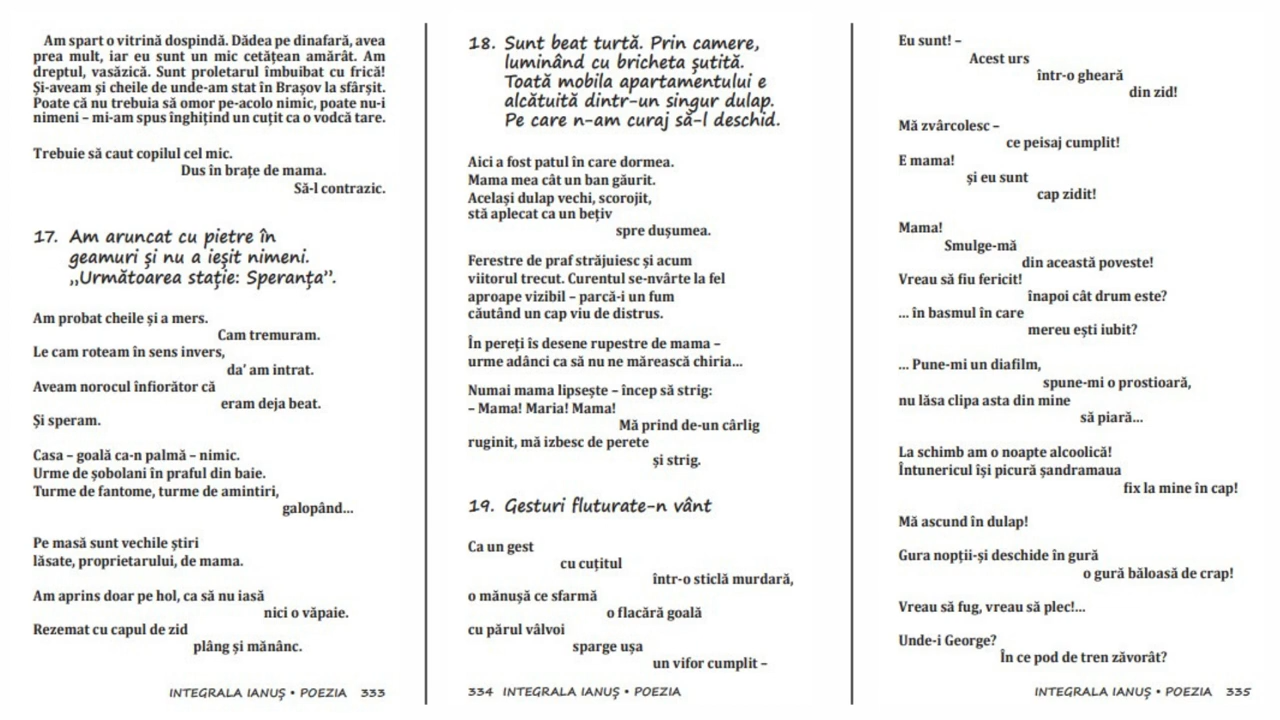 Am spart o vitrină dospindă. Dădea pe dinafară, avea
prea mult, iar eu sunt un mic cetățean amărât. Am
dreptul, vasăzică. Sunt proletarul îmbuibat cu frică!
Și-aveam și cheile de unde-am stat în Brașov la sfârșit.
Poate că nu trebuia să omor pe-acolo nimic, poate nu-i
nimeni – mi-am spus înghițind un cuțit ca o vodcă tare.
Trebuie să caut copilul cel mic.
Dus în brațe de mama.
Să-l contrazic.
17. Am aruncat cu pietre în
geamuri și nu a ieșit nimeni.
„Următoarea stație: Speranța”.
Am probat cheile și a mers.
Cam tremuram.
Le cam roteam în sens invers,
da’ am intrat.
Aveam norocul înfiorător că
eram deja beat.
Și speram.
Casa – goală ca-n palmă – nimic.
Urme de șobolani în praful din baie.
Turme de fantome, turme de amintiri,
galopând...
Pe masă sunt vechile știri
lăsate, proprietarului, de mama.
Am aprins doar pe hol, ca să nu iasă
nici o văpaie.
Rezemat cu capul de zid
plâng și mănânc.
INTEGRALA IANUȘ • POEZIA 333
18. Sunt beat turtă. Prin camere,
luminând cu bricheta șutită.
Toată mobila apartamentului e
alcătuită dintr-un singur dulap.
Pe care n-am curaj să-l deschid.
Aici a fost patul în care dormea.
Mama mea cât un ban găurit.
Același dulap vechi, scorojit,
stă aplecat ca un bețiv
spre dușumea.
Ferestre de praf străjuiesc și acum
viitorul trecut. Curentul se-nvârte la fel
aproape vizibil – parcă-i un fum
căutând un cap viu de distrus.
În pereți îs desene rupestre de mama –
urme adânci ca să nu ne mărească chiria...
Numai mama lipsește – încep să strig:
– Mama! Maria! Mama!
Mă prind de-un cârlig
ruginit, mă izbesc de perete
și strig.
19. Gesturi fluturate-n vânt
Ca un gest
cu cuțitul
într-o sticlă murdară,
o mănușă ce sfarmă
o flacără goală
cu părul vâlvoi
sparge ușa
un vifor cumplit –
334 INTEGRALA IANUȘ • POEZIA
Eu sunt! –
Acest urs
într-o gheară
din zid!
Mă zvârcolesc –
ce peisaj cumplit!
E mama!
și eu sunt
cap zidit!
Mama!
Smulge-mă
din această poveste!
Vreau să fiu fericit!
înapoi cât drum este?
... în basmul în care
mereu ești iubit?
... Pune-mi un diafilm,
spune-mi o prostioară,
nu lăsa clipa asta din mine
să piară...
La schimb am o noapte alcoolică!
Întunericul își picură șandramaua
fix la mine în cap!
Mă ascund în dulap!
Gura nopții-și deschide în gură
o gură băloasă de crap!
Vreau să fug, vreau să plec!...
Unde-i George?
În ce pod de tren zăvorât?
INTEGRALA IANUȘ • POEZIA 335